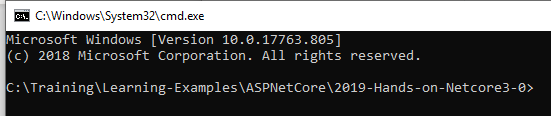 C:\Windows\System32\cmd.exe
Microsoft Windows [Version 10.0.17763.805]
(c) 2018 Microsoft Corporation. All rights reserved.
C:\Training\Learning-Examples\ASPNetCore\2019-Hands-on-Netcore3-0>